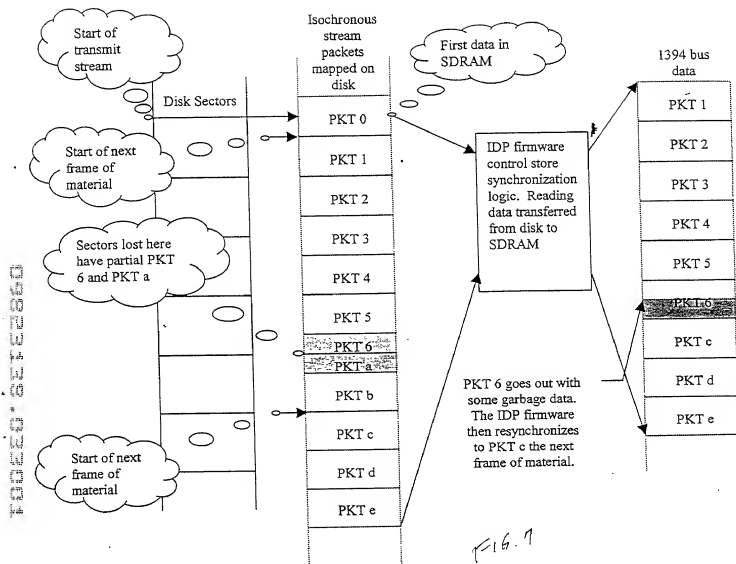 Start of
transmit
stream
Disk Sectors
Start of next
frame of
material
Sectors lost here
have partial PKT
6 and PKT a
Start of next
frame of
material
Isochronous
stream
packets
mapped on
disk
PKT 0
PKT 1
PKT 2
PKT 3
PKT 4
PKT 5
PKT 6
PKT a
PKT b
PKT c
PKT d
PKT e
First data in
SDRAM
IDP firmware
control store
synchronization
logic. Reading
data transferred
from disk to
SDRAM
PKT 6 goes out with
some garbage data.
The IDP firmware
then resynchronizes
to PKT c the next
frame of material.
1394 bus
data
PKT 1
PKT 2
PKT 3
PKT 4
PKT 5
PKT 6
PKT c
PKT d
PKT e
FIG. 7